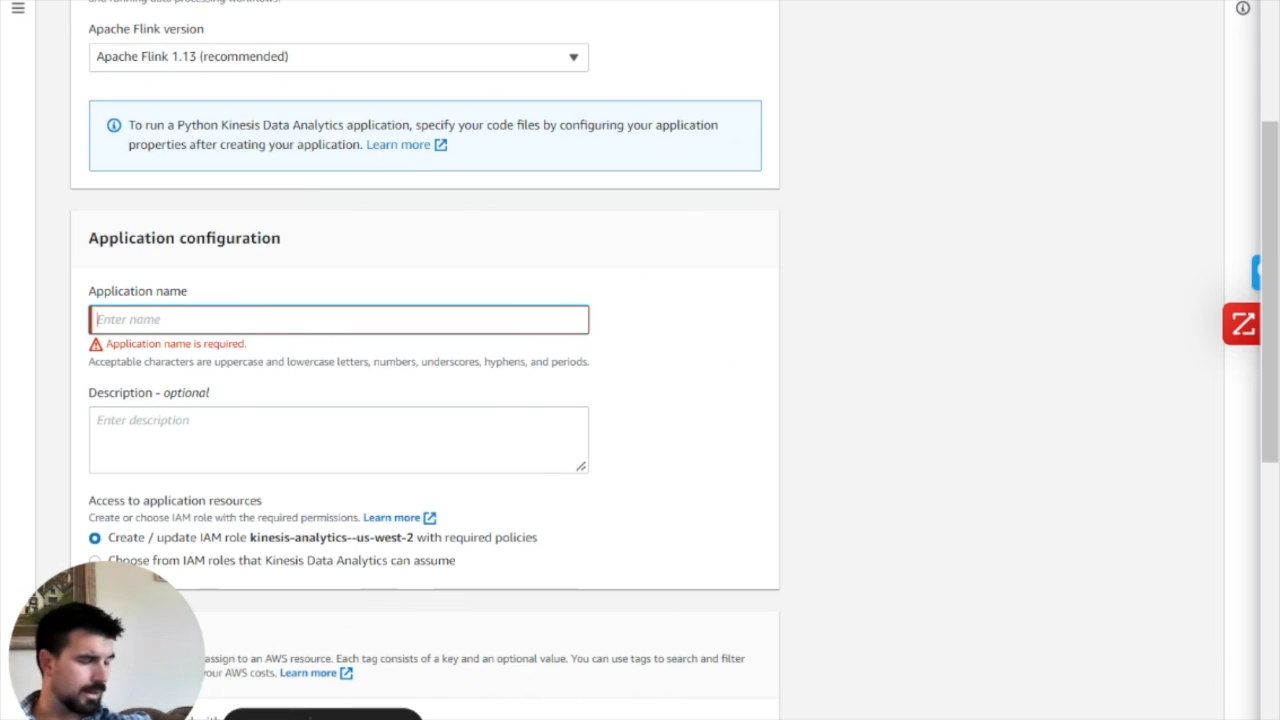 and running data processing workflows.
Apache Flink version
Apache Flink 1.13 (recommended)
To run a Python Kinesis Data Analytics application, specify your code files by configuring your application
properties after creating your application. Learn more
Application configuration
Application name
Enter name
Application name is required.
Acceptable characters are uppercase and lowercase letters, numbers, underscores, hyphens, and periods.
Description - optional
Enter description
Access to application resources
Create or choose IAM role with the required permissions. Learn more
Create / update IAM role kinesis-analytics--us-west-2 with required policies
Choose from IAM roles that Kinesis Data Analytics can assume
assign to an AWS resource. Each tag consists of a key and an optional value. You can use tags to search and filter
your AWS costs. Learn more